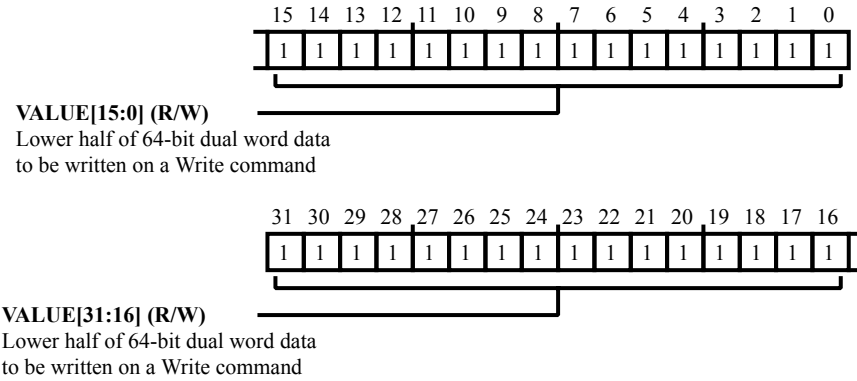 15 14 13 12 11 10 9 8 7 6 5 4 3 2 1 0
1 1 1 1 1 1 1 1 1 1 1 1 1 1 1 1
VALUE[15:0] (R/W)
Lower half of 64-bit dual word data
to be written on a Write command
31 30 29 28 27 26 25 24 23 22 21 20 19 18 17 16
1 1 1 1 1 1 1 1 1 1 1 1 1 1 1 1
VALUE[31:16] (R/W)
Lower half of 64-bit dual word data
to be written on a Write command